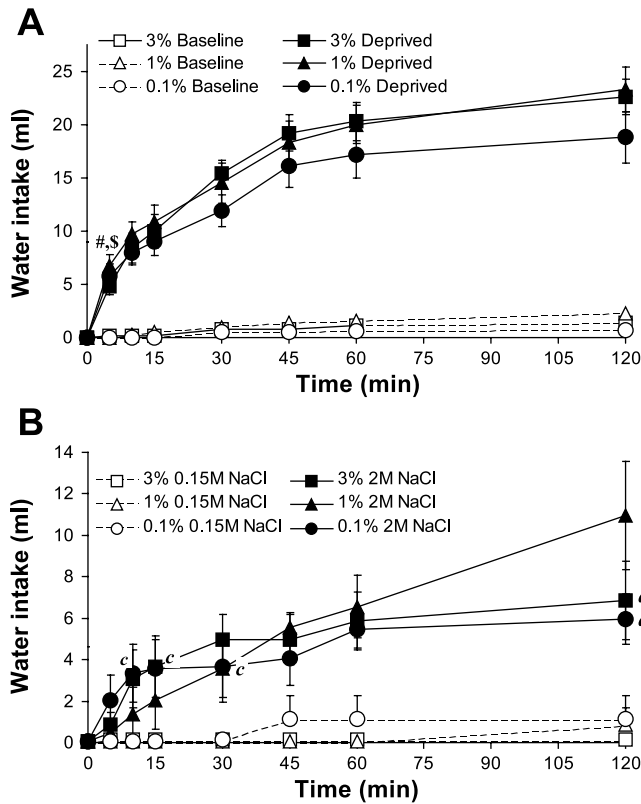 A
3% Baseline 3% Deprived
1% Baseline 1% Deprived
0.1% Baseline 0.1% Deprived
Water intake (ml)
25
20
15
10
5
0
#,$
0 15 30 45 60 75 90 105 120
Time (min)
B
3% 0.15M NaCl 3% 2M NaCl
1% 0.15M NaCl 1% 2M NaCl
0.1% 0.15M NaCl 0.1% 2M NaCl
Water intake (ml)
14
12
10
8
6
4
2
0
c c c
0 15 30 45 60 75 90 105 120
Time (min)